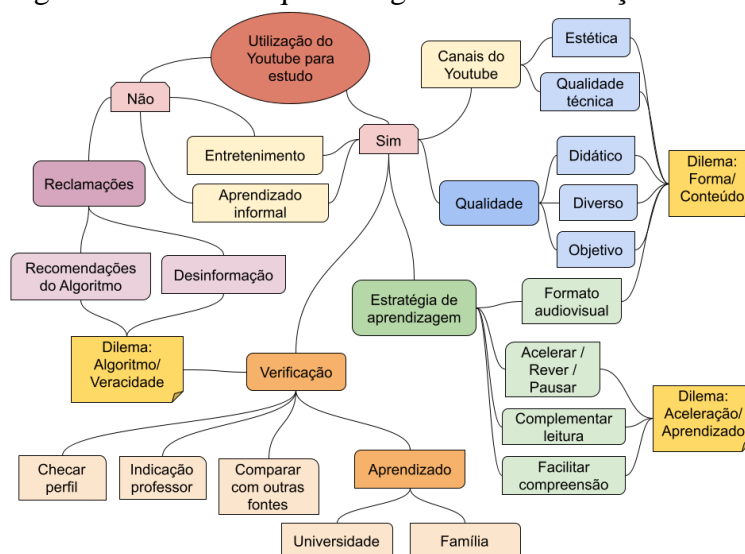 Utilização do
Youtube para
estudo
Canais do
Youtube
Estética
Qualidade
técnica
Não
Sim
Entretenimento
Aprendizado
informal
Reclamações
Didático
Diverso
Objetivo
Qualidade
Dilema:
Forma/
Conteúdo
Recomendações
do Algoritmo
Desinformação
Estratégia de
aprendizagem
Formato
audiovisual
Dilema:
Algoritmo/
Veracidade
Verificação
Acelerar /
Rever /
Pausar
Complementar
leitura
Facilitar
compreensão
Dilema:
Aceleração/
Aprendizado
Checar
perfil
Indicação
professor
Comparar
com outras
fontes
Aprendizado
Universidade
Família